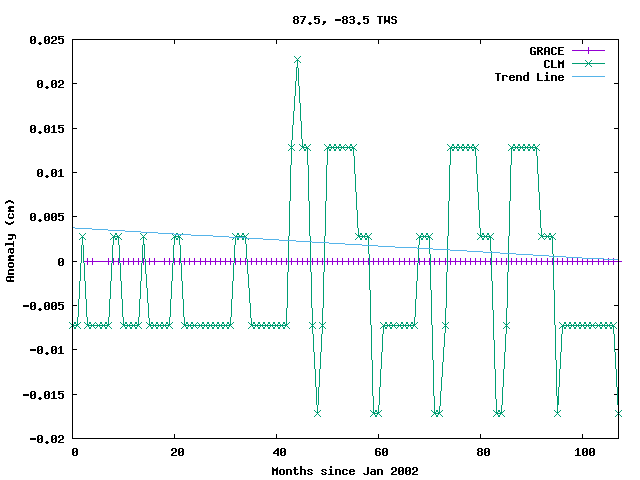 87.5, -83.5 TWS
GRACE
CLM
Trend Line
0.025
0.02
0.015
0.01
0.005
0
-0.005
-0.01
-0.015
-0.02
Anomaly (cm)
0 20 40 60 80 100
Months since Jan 2002